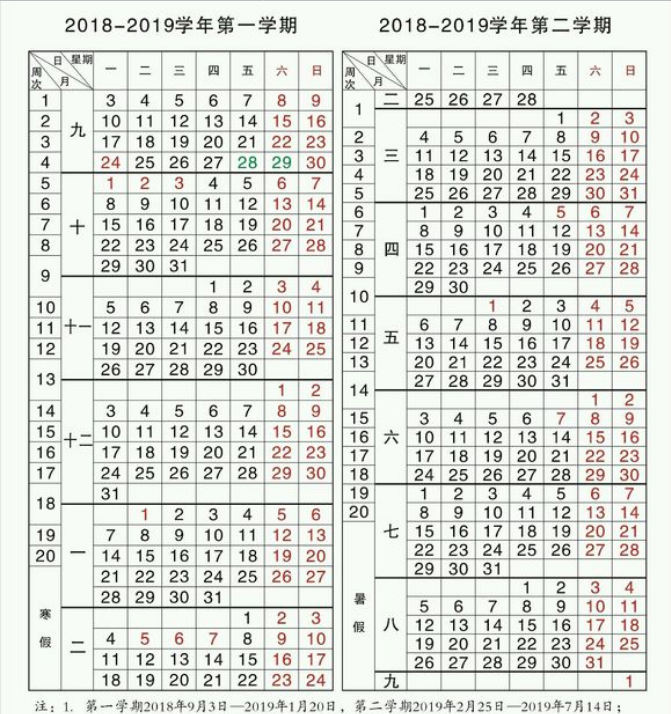 2018-2019学年第一学期
日 星期
周次 月
一 二 三 四 五 六 日
1 九 3 4 5 6 7 8 9
2 10 11 12 13 14 15 16
3 17 18 19 20 21 22 23
4 24 25 26 27 28 29 30
5 十 1 2 3 4 5 6 7
6 8 9 10 11 12 13 14
7 15 16 17 18 19 20 21
8 22 23 24 25 26 27 28
9 29 30 31
十一 1 2 3 4
10 5 6 7 8 9 10 11
11 12 13 14 15 16 17 18
12 19 20 21 22 23 24 25
13 26 27 28 29 30
十二 1 2
14 3 4 5 6 7 8 9
15 10 11 12 13 14 15 16
16 17 18 19 20 21 22 23
17 24 25 26 27 28 29 30
18 31
一 1 2 3 4 5 6
19 7 8 9 10 11 12 13
20 14 15 16 17 18 19 20
寒假 21 22 23 24 25 26 27
28 29 30 31
二 1 2 3
4 5 6 7 8 9 10
11 12 13 14 15 16 17
18 19 20 21 22 23 24
2018-2019学年第二学期
日 星期
周次 月
一 二 三 四 五 六 日
1 二 25 26 27 28
三 1 2 3
2 4 5 6 7 8 9 10
3 11 12 13 14 15 16 17
4 18 19 20 21 22 23 24
5 25 26 27 28 29 30 31
6 四 1 2 3 4 5 6 7
7 8 9 10 11 12 13 14
8 15 16 17 18 19 20 21
9 22 23 24 25 26 27 28
10 29 30
五 1 2 3 4 5
11 6 7 8 9 10 11 12
12 13 14 15 16 17 18 19
13 20 21 22 23 24 25 26
14 27 28 29 30 31
六 1 2
15 3 4 5 6 7 8 9
16 10 11 12 13 14 15 16
17 17 18 19 20 21 22 23
18 24 25 26 27 28 29 30
19 七 1 2 3 4 5 6 7
20 8 9 10 11 12 13 14
暑假 15 16 17 18 19 20 21
22 23 24 25 26 27 28
29 30 31
八 1 2 3 4
5 6 7 8 9 10 11
12 13 14 15 16 17 18
19 20 21 22 23 24 25
26 27 28 29 30 31
九 1
注：1. 第一学期2018年9月3日—2019年1月20日，第二学期2019年2月25日—2019年7月14日；